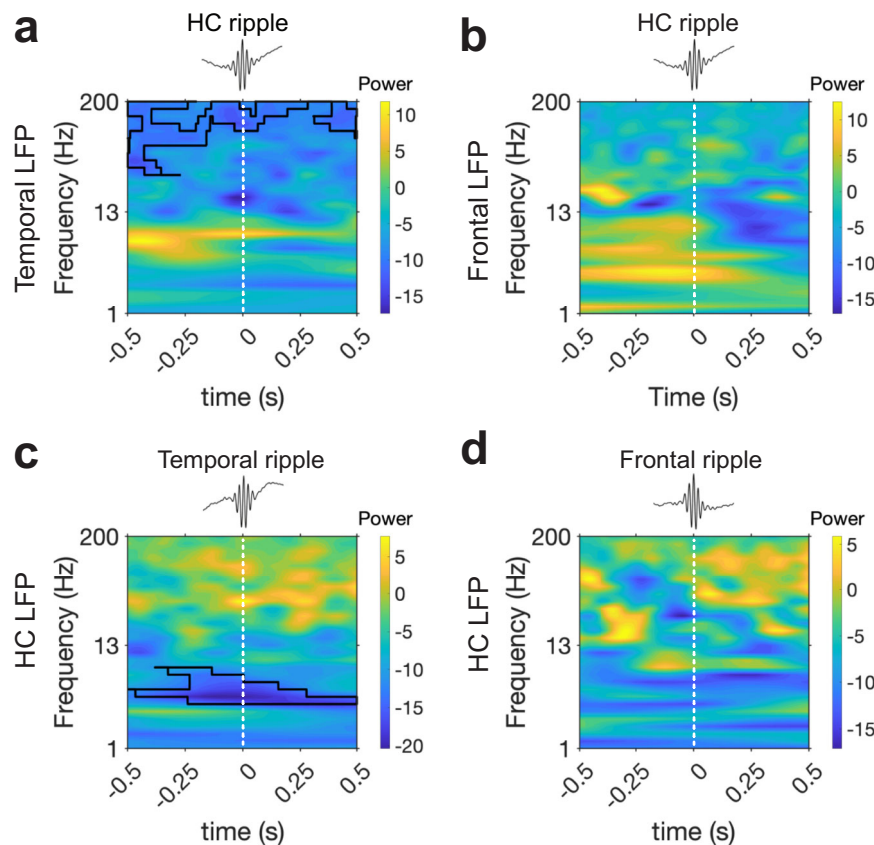 a
HC ripple
Power
Temporal LFP
Frequency (Hz)
200
13
1
10
5
0
-5
-10
-15
-0.5
-0.25
0
0.25
0.5
time (s)
b
HC ripple
Power
Frontal LFP
Frequency (Hz)
200
13
1
10
5
0
-5
-10
-15
-0.5
-0.25
0
0.25
0.5
Time (s)
c
Temporal ripple
Power
HC LFP
Frequency (Hz)
200
13
1
5
0
-5
-10
-15
-20
-0.5
-0.25
0
0.25
0.5
time (s)
d
Frontal ripple
Power
HC LFP
Frequency (Hz)
200
13
1
5
0
-5
-10
-15
-0.5
-0.25
0
0.25
0.5
time (s)